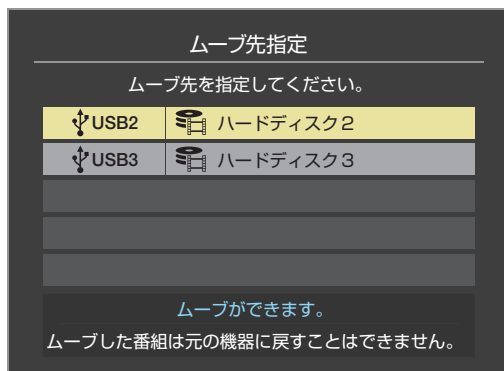 ムーブ先指定
ムーブ先を指定してください。
USB2 ハードディスク2
USB3 ハードディスク3
ムーブができます。
ムーブした番組は元の機器に戻すことはできません。